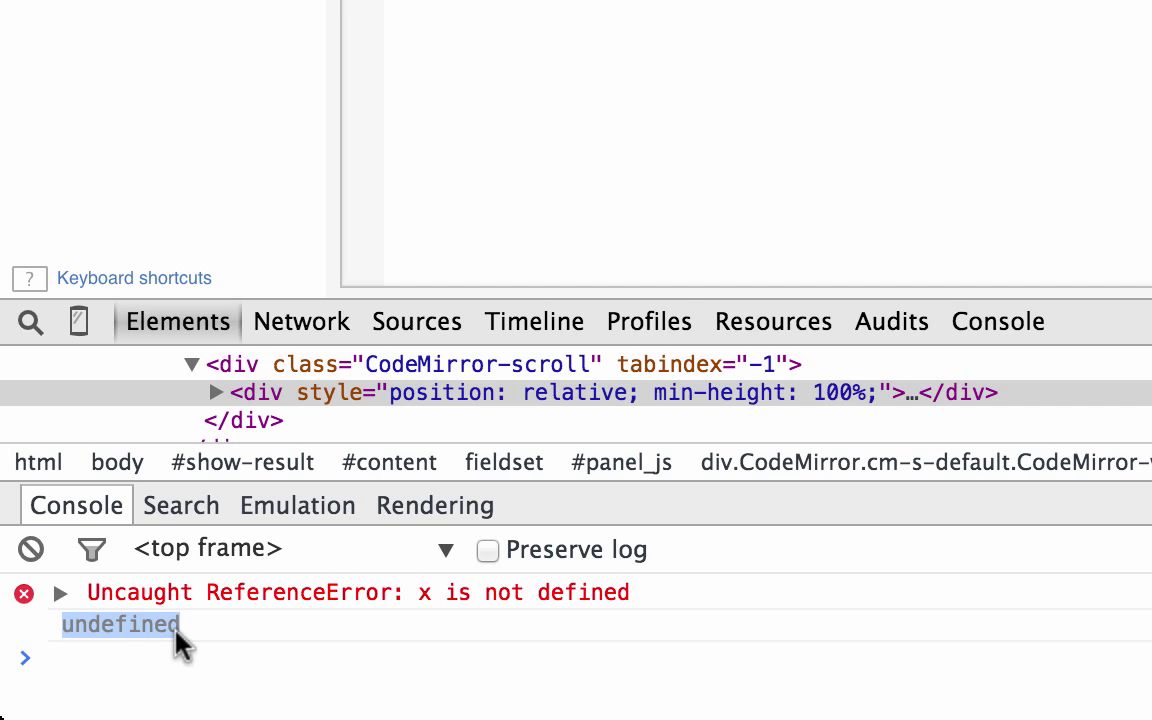 ? Keyboard shortcuts
Elements Network Sources Timeline Profiles Resources Audits Console
▼<div class="CodeMirror-scroll" tabindex="-1">
▶<div style="position: relative; min-height: 100%;">…</div>
</div>
html body #show-result #content fieldset #panel_js div.CodeMirror.cm-s-default.CodeMirror-
Console Search Emulation Rendering
<top frame> ▼ Preserve log
▶ Uncaught ReferenceError: x is not defined
undefined
>